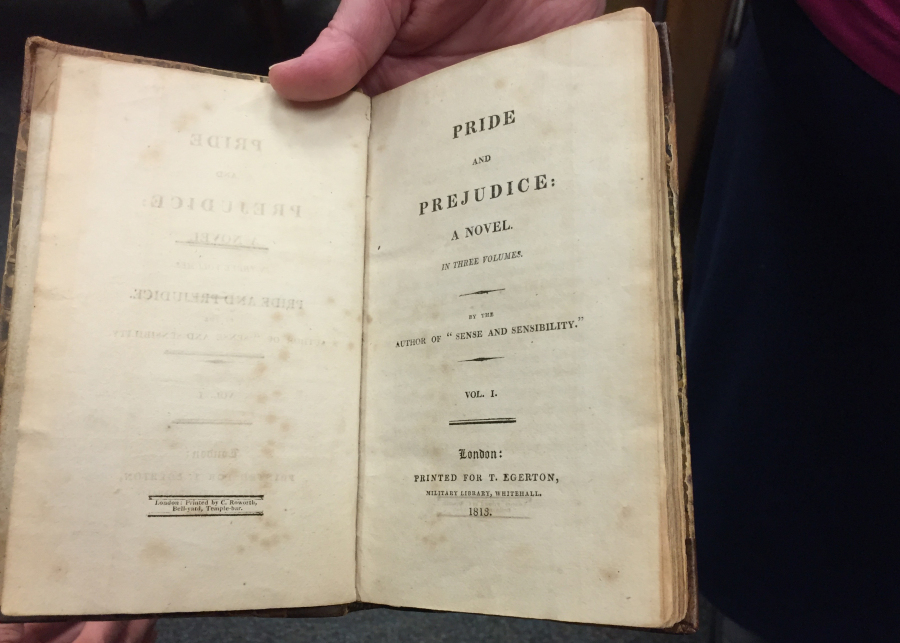 London: Printed by C. Roworth,
Bell-yard, Temple-bar.
PRIDE
AND
PREJUDICE:
A NOVEL.
IN THREE VOLUMES.
BY THE
AUTHOR OF “ SENSE AND SENSIBILITY.”
VOL. I.
London:
PRINTED FOR T. EGERTON,
MILITARY LIBRARY, WHITEHALL.
1813.